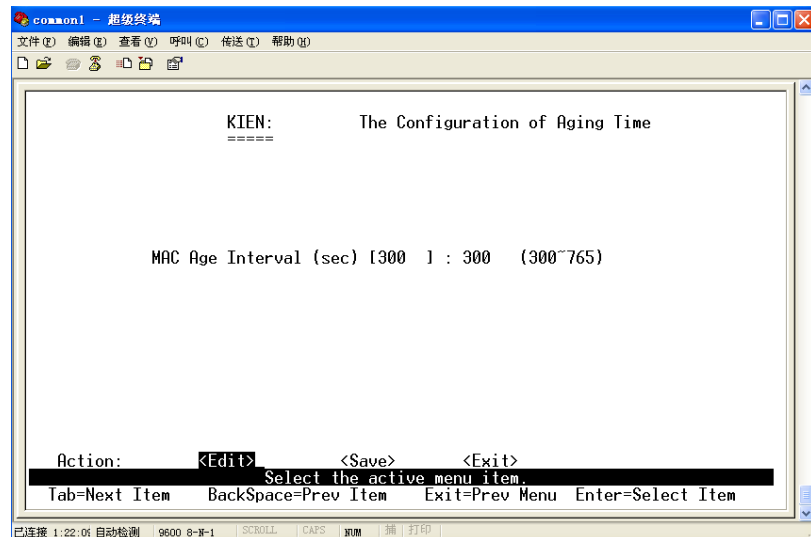 common1 - 超级终端
文件(F) 编辑(E) 查看(V) 呼叫(C) 传送(T) 帮助(H)
KIEN: The Configuration of Aging Time
=====
MAC Age Interval (sec) [300 ] : 300 (300~765)
Action: <Edit> <Save> <Exit>
Select the active menu item.
Tab=Next Item BackSpace=Prev Item Exit=Prev Menu Enter=Select Item
已连接 1:22:09 自动检测 9600 8-N-1 SCROLL CAPS NUM 捕 打印